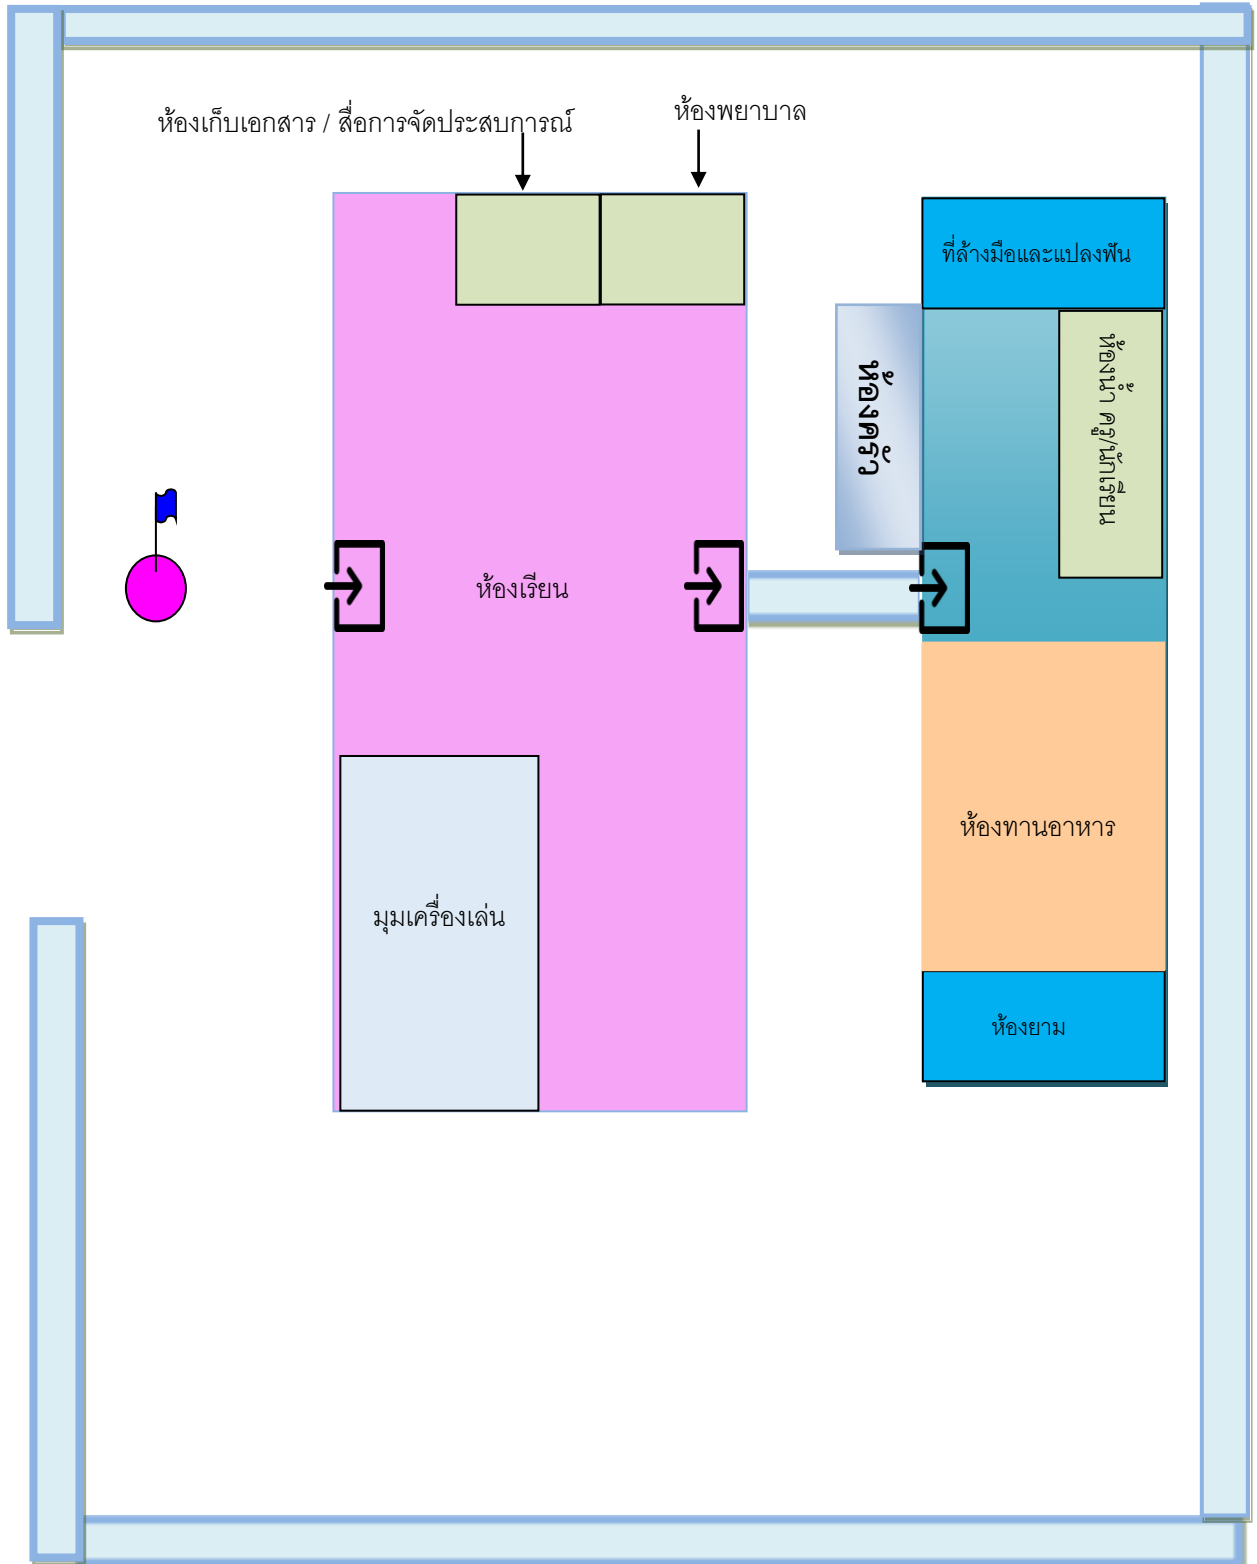 ห้องเก็บเอกสาร / สื่อการจัดประสบการณ์
ห้องพยาบาล
ที่ล้างมือและแปลงฟัน
ห้องครัว
ห้องน้ำ ครู/นักเรียน
ห้องเรียน
ห้องทานอาหาร
มุมเครื่องเล่น
ห้องยาม